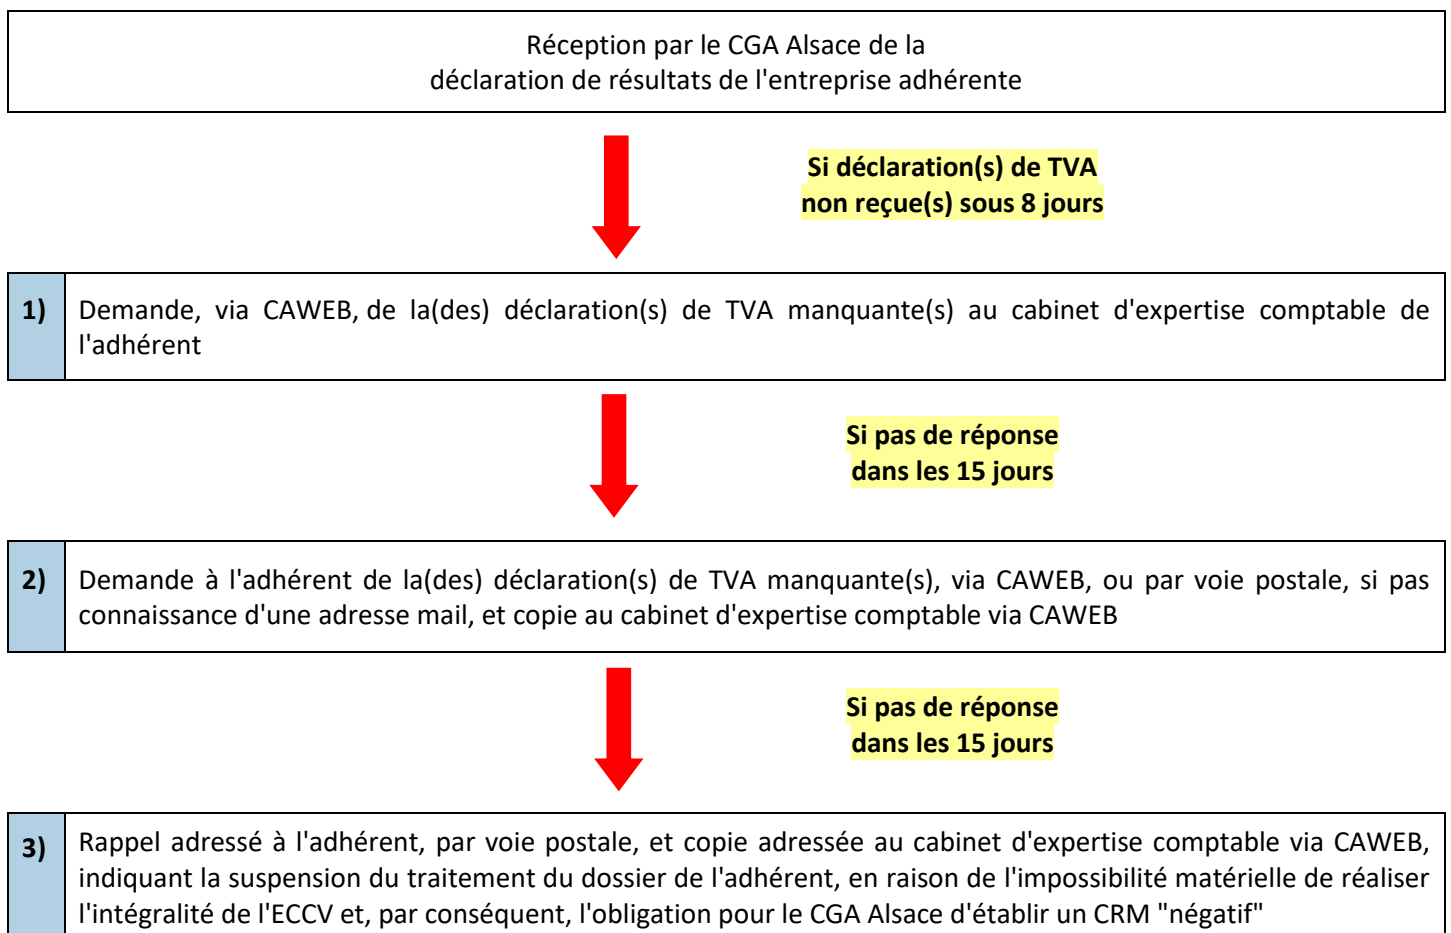 Réception par le CGA Alsace de la
déclaration de résultats de l'entreprise adhérente
Si déclaration(s) de TVA
non reçue(s) sous 8 jours
1) Demande, via CAWEB, de la(des) déclaration(s) de TVA manquante(s) au cabinet d'expertise comptable de
l'adhérent
Si pas de réponse
dans les 15 jours
2) Demande à l'adhérent de la(des) déclaration(s) de TVA manquante(s), via CAWEB, ou par voie postale, si pas
connaissance d'une adresse mail, et copie au cabinet d'expertise comptable via CAWEB
Si pas de réponse
dans les 15 jours
3) Rappel adressé à l'adhérent, par voie postale, et copie adressée au cabinet d'expertise comptable via CAWEB,
indiquant la suspension du traitement du dossier de l'adhérent, en raison de l'impossibilité matérielle de réaliser
l'intégralité de l'ECCV et, par conséquent, l'obligation pour le CGA Alsace d'établir un CRM "négatif"